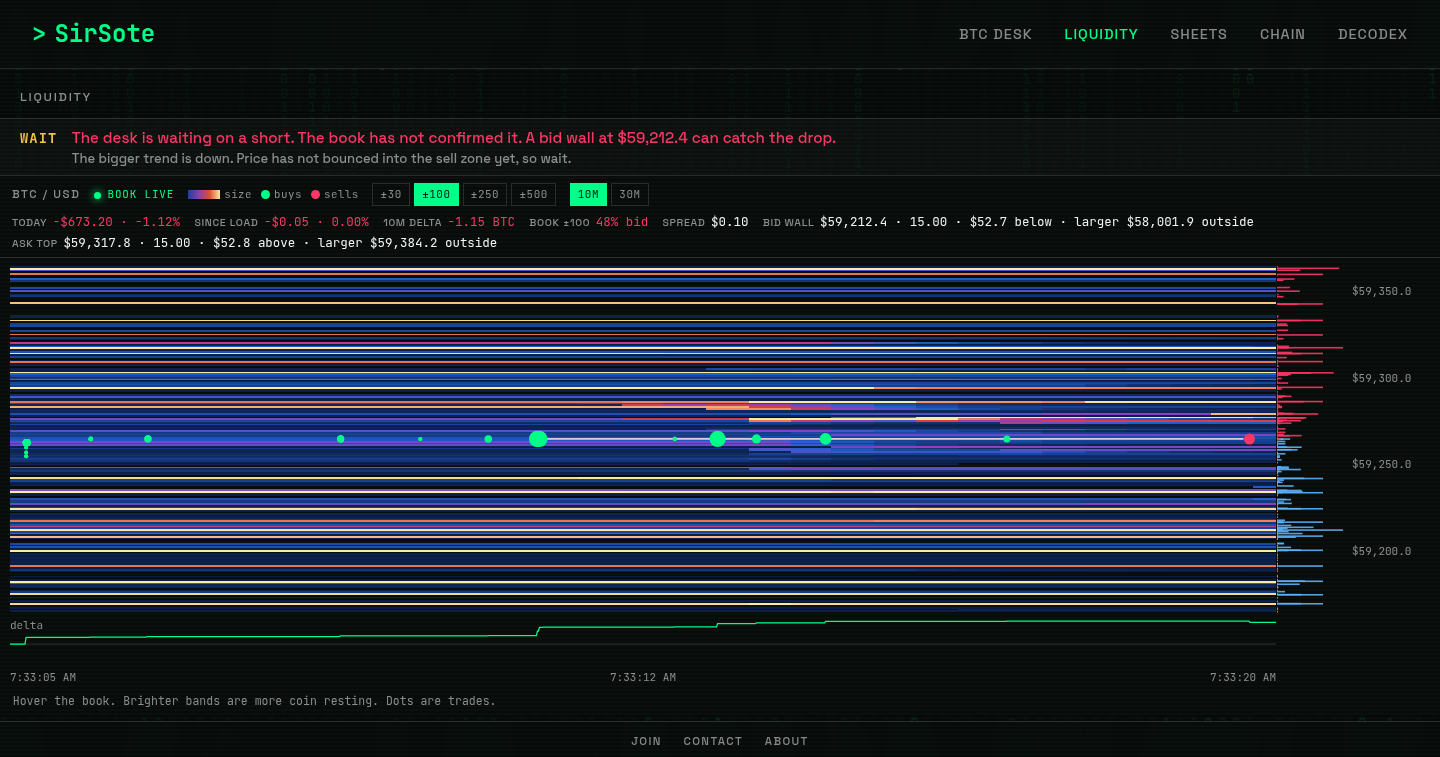 > SirSote
BTC DESK LIQUIDITY SHEETS CHAIN DECODEX
LIQUIDITY
WAIT The desk is waiting on a short. The book has not confirmed it. A bid wall at $59,212.4 can catch the drop.
The bigger trend is down. Price has not bounced into the sell zone yet, so wait.
BTC / USD BOOK LIVE size buys sells ±30 ±100 ±250 ±500 10M 30M
TODAY -$673.20 · -1.12% SINCE LOAD -$0.05 · 0.00% 10M DELTA -1.15 BTC BOOK ±100 48% bid SPREAD $0.10 BID WALL $59,212.4 · 15.00 · $52.7 below · larger $58,001.9 outside
ASK TOP $59,317.8 · 15.00 · $52.8 above · larger $59,384.2 outside
$59,350.0
$59,300.0
$59,250.0
$59,200.0
delta
7:33:05 AM 7:33:12 AM 7:33:20 AM
Hover the book. Brighter bands are more coin resting. Dots are trades.
JOIN CONTACT ABOUT